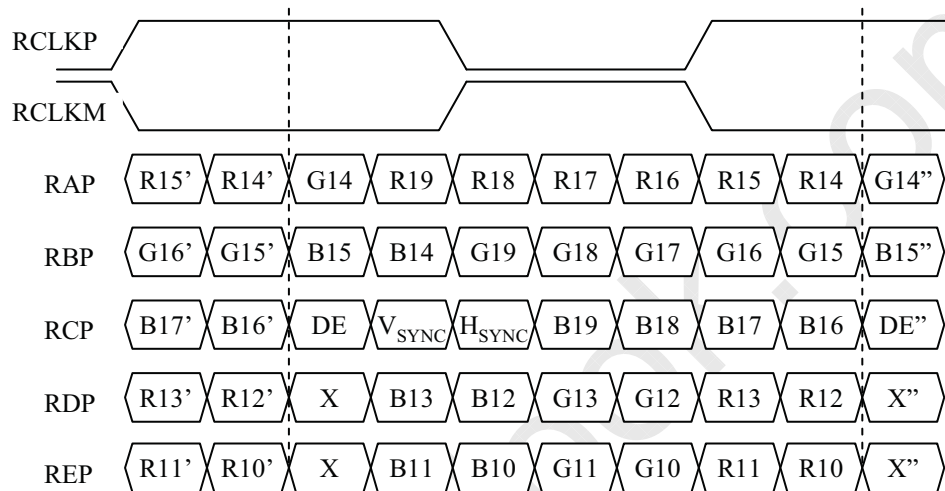 RCLKP
RCLKM
RAP R15’ R14’ G14 R19 R18 R17 R16 R15 R14 G14”
RBP G16’ G15’ B15 B14 G19 G18 G17 G16 G15 B15”
RCP B17’ B16’ DE VSYNC HSYNC B19 B18 B17 B16 DE”
RDP R13’ R12’ X B13 B12 G13 G12 R13 R12 X”
REP R11’ R10’ X B11 B10 G11 G10 R11 R10 X”